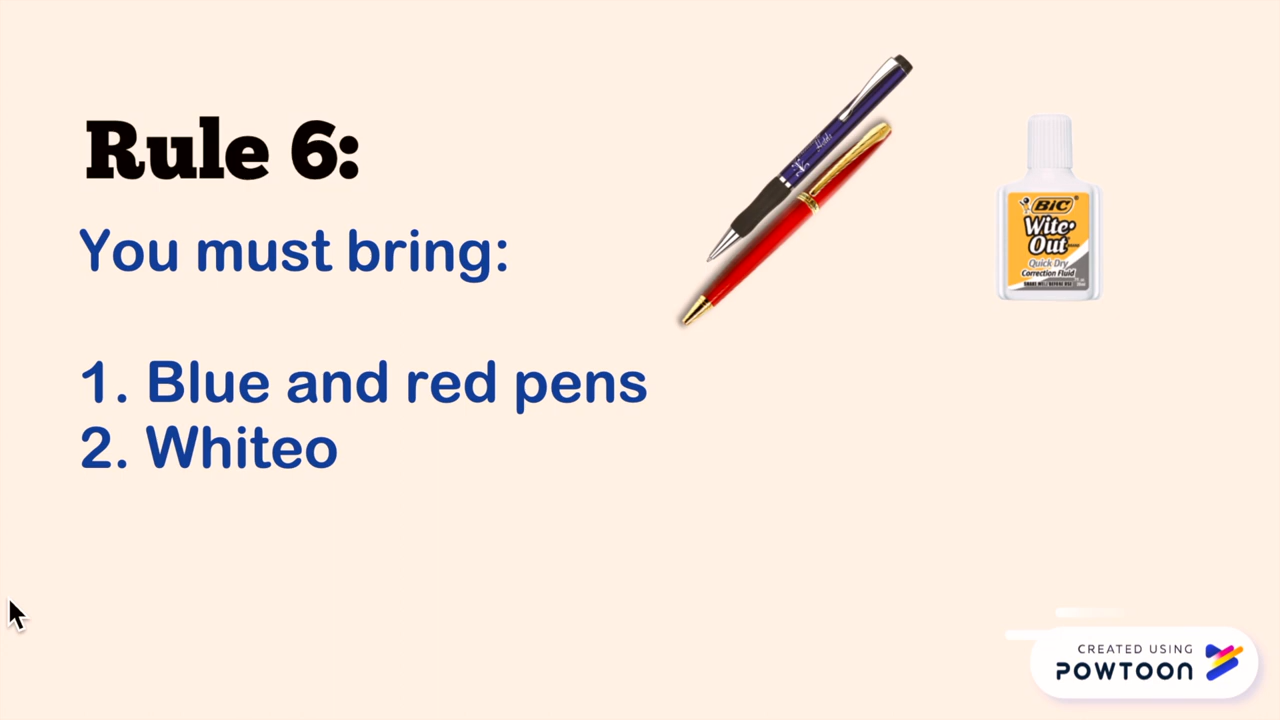 Rule 6:
You must bring:
1. Blue and red pens
2. Whiteo
BIC
Wite·
Out
Quick Dry
Correction Fluid
CREATED USING
POWTOON